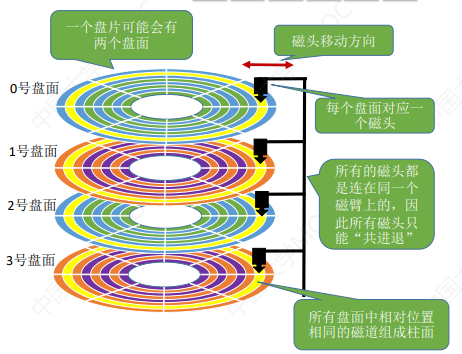 一个盘片可能会有
两个盘面
磁头移动方向
0号盘面
每个盘面对应一
个磁头
1号盘面
所有的磁头都
是连在同一个
磁臂上的，因
此所有磁头只
能“共进退”
2号盘面
3号盘面
所有盘面中相对位置
相同的磁道组成柱面